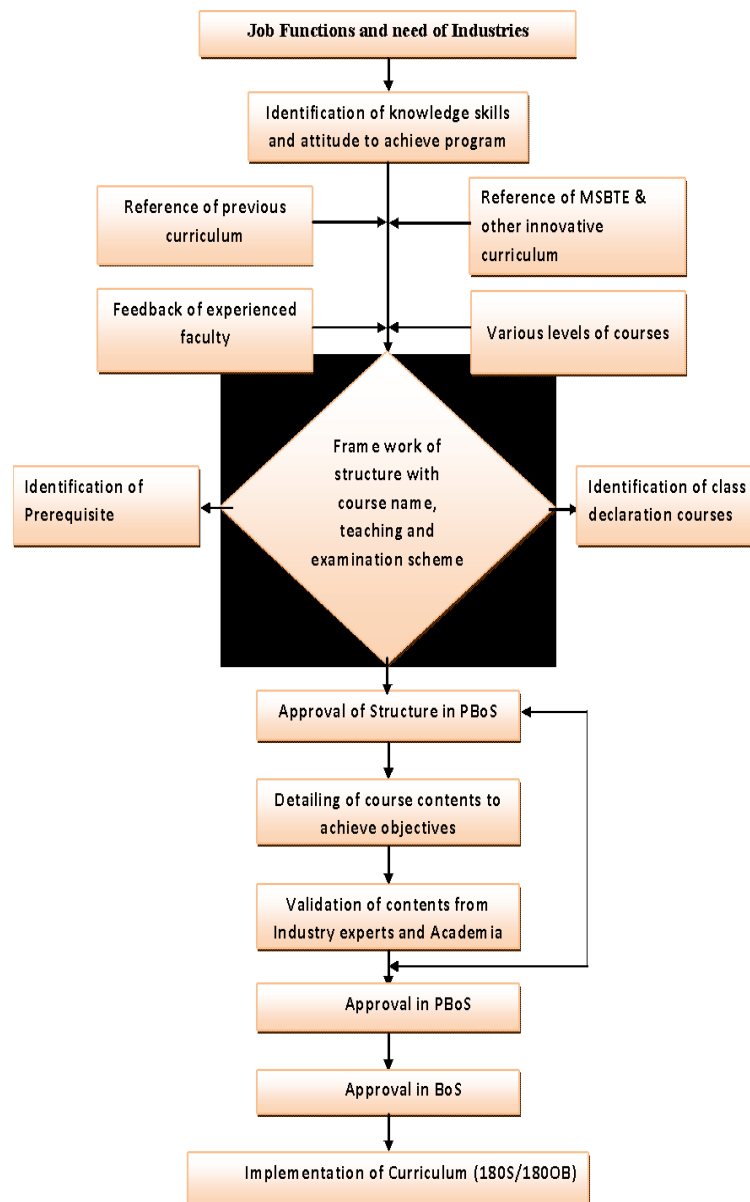 Job Functions and need of Industries
Identification of knowledge skills
and attitude to achieve program
Reference of previous
curriculum
Reference of MSBTE &
other innovative
curriculum
Feedback of experienced
faculty
Various levels of courses
Frame work of
structure with
course name,
teaching and
examination scheme
Identification of
Prerequisite
Identification of class
declaration courses
Approval of Structure in PBoS
Detailing of course contents to
achieve objectives
Validation of contents from
Industry experts and Academia
Approval in PBoS
Approval in BoS
Implementation of Curriculum (180S/180OB)